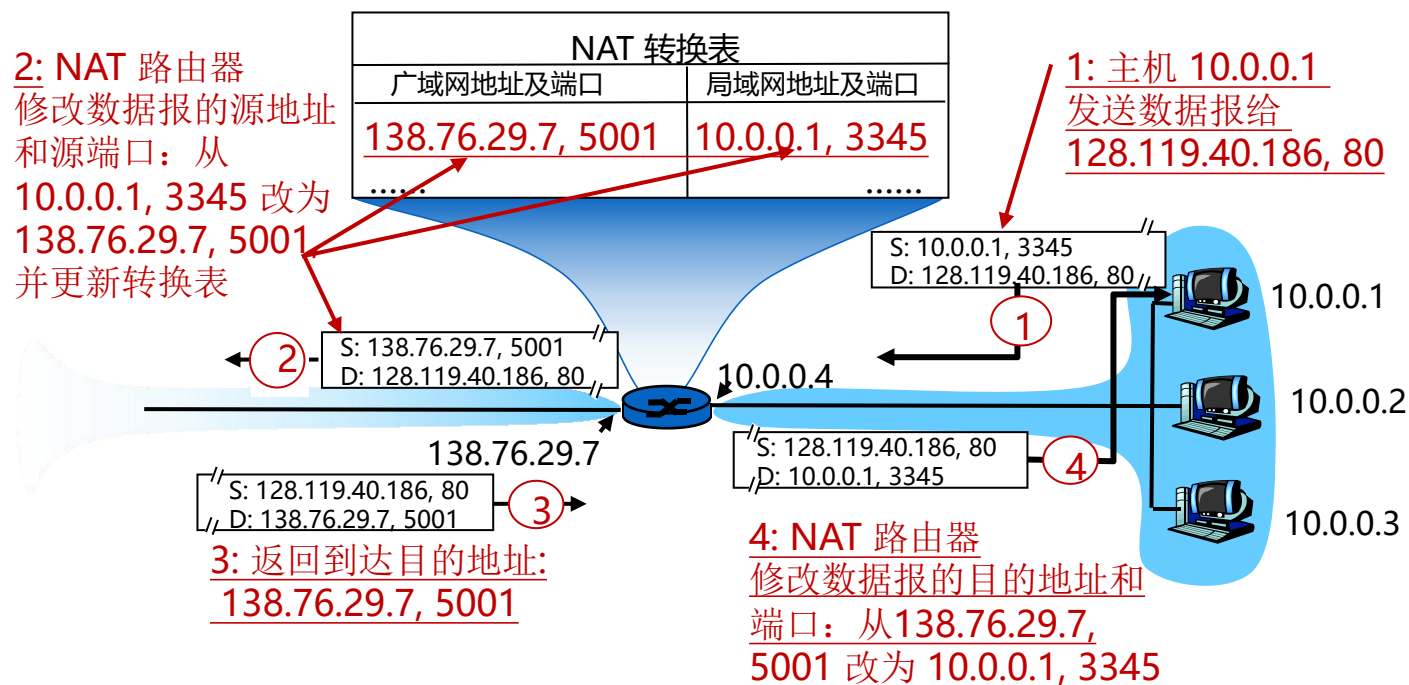 NAT 转换表
广域网地址及端口
局域网地址及端口
138.76.29.7, 5001
10.0.0.1, 3345
......
......
2: NAT 路由器
修改数据报的源地址
和源端口：从
10.0.0.1, 3345 改为
138.76.29.7, 5001
并更新转换表
1: 主机 10.0.0.1
发送数据报给
128.119.40.186, 80
S: 10.0.0.1, 3345
D: 128.119.40.186, 80
1
10.0.0.1
2
S: 138.76.29.7, 5001
D: 128.119.40.186, 80
10.0.0.4
10.0.0.2
138.76.29.7
S: 128.119.40.186, 80
D: 10.0.0.1, 3345
4
S: 128.119.40.186, 80
D: 138.76.29.7, 5001
3
10.0.0.3
3: 返回到达目的地址:
138.76.29.7, 5001
4: NAT 路由器
修改数据报的目的地址和
端口：从138.76.29.7,
5001 改为 10.0.0.1, 3345